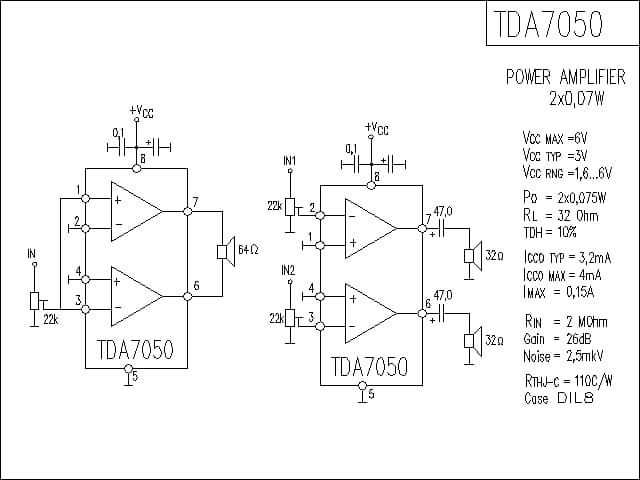 TDA7050
POWER AMPLIFIER
2x0,07W
VCC MAX =6V
VCC TYP =3V
VCC RNG =1,6...6V
PO = 2x0,075W
RL = 32 Ohm
TDH = 10%
ICCO TYP = 3,2mA
ICCO MAX = 4mA
IMAX = 0,15A
RIN = 2 MOhm
Gain = 26dB
Noise = 2,5mkV
RTHJ-C = 110C/W
Case DIL8
+VCC
0,1
+
8
1
+
7
2
−
64Ω
IN
4
+
6
3
−
22k
TDA7050
5
+VCC
0,1
+
IN1
8
22k
2
−
7
47,0
+
1
+
32Ω
IN2
4
+
6
47,0
+
22k
3
−
32Ω
TDA7050
5